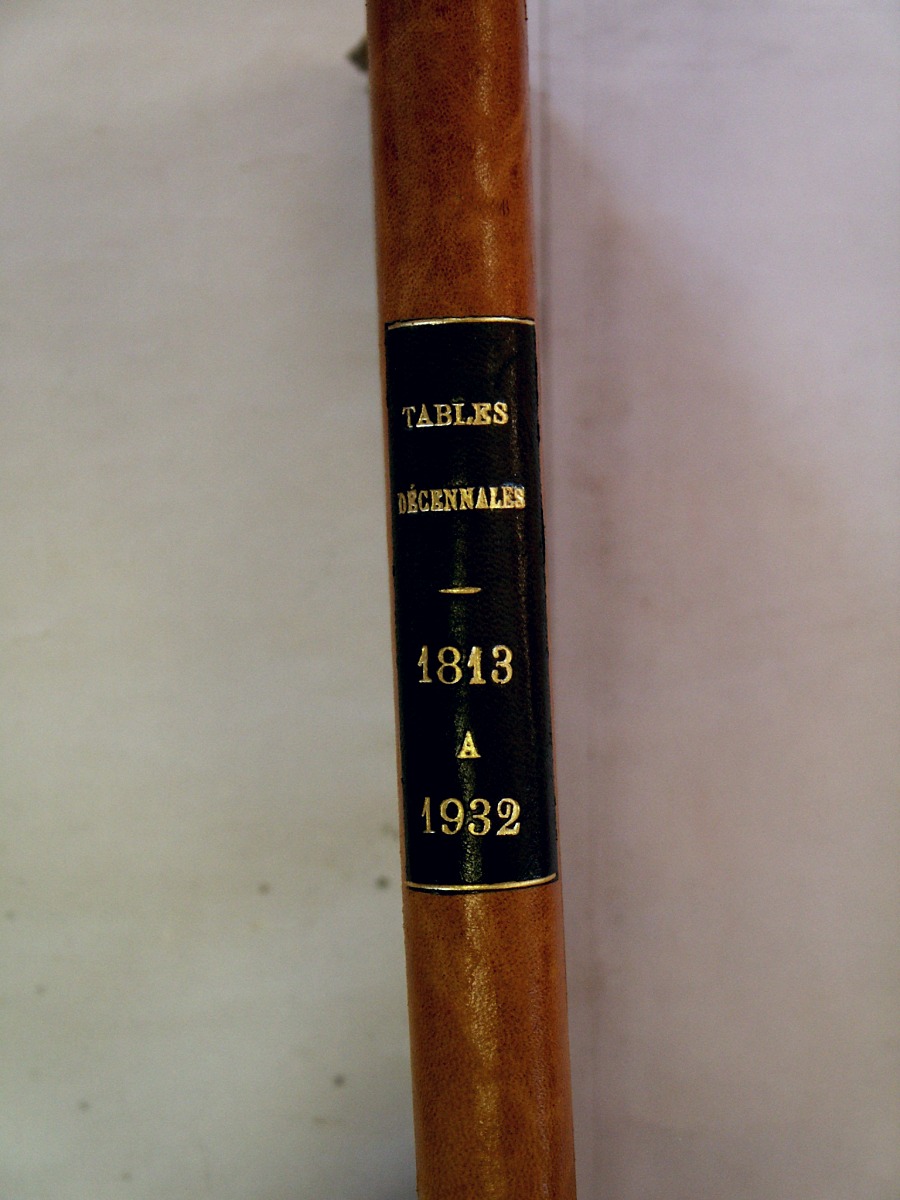 TABLES
DÉCENNALES
—
1813
A
1932